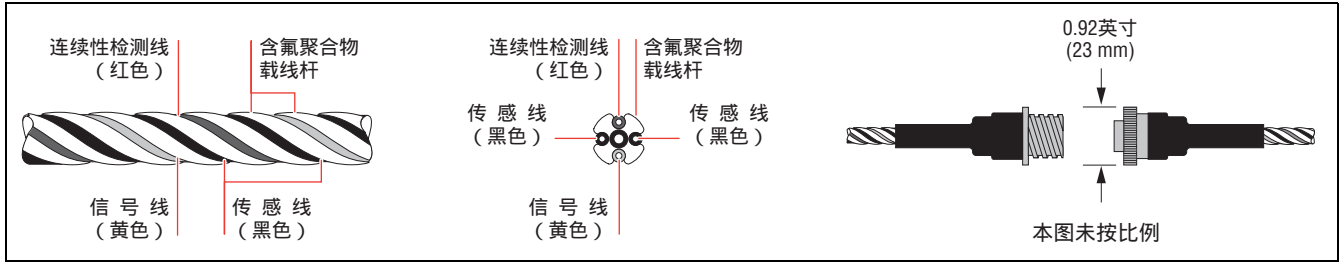 连续性检测线
（红色）
含氟聚合物
载线杆
信 号 线
（黄色）
传 感 线
（黑色）
连续性检测线
（红色）
含氟聚合物
载线杆
传 感 线
（黑色）
传 感 线
（黑色）
信 号 线
（黄色）
0.92英寸
(23 mm)
本图未按比例